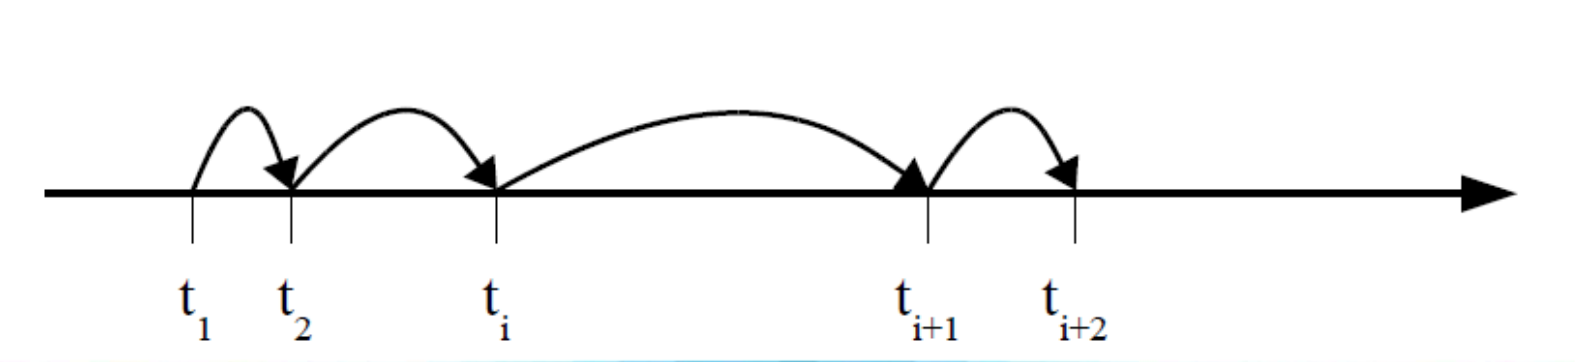 t₁ t₂ tᵢ tᵢ₊₁ tᵢ₊₂